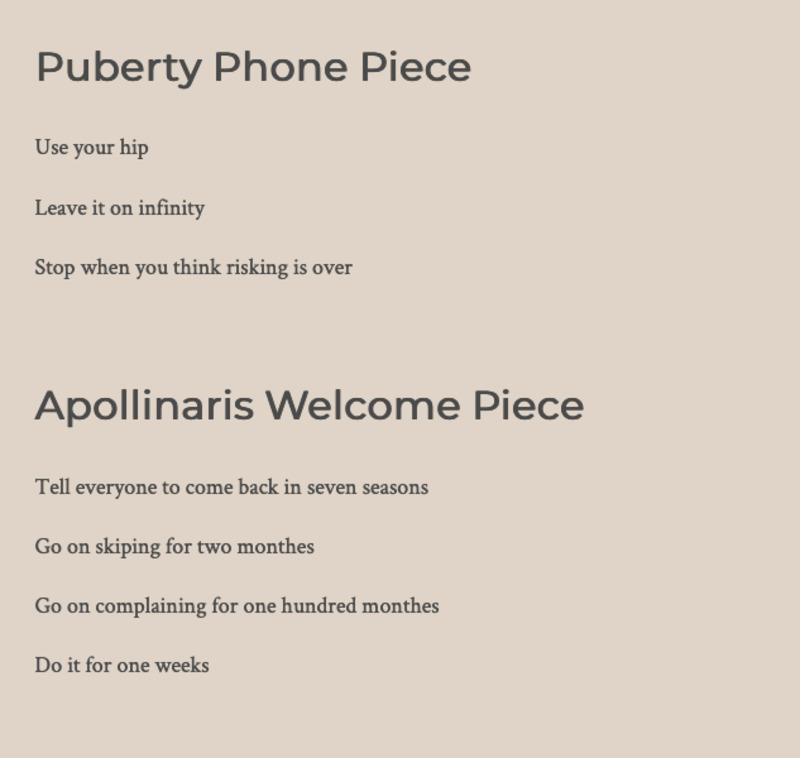 Puberty Phone Piece
Use your hip
Leave it on infinity
Stop when you think risking is over
Apollinaris Welcome Piece
Tell everyone to come back in seven seasons
Go on skiping for two monthes
Go on complaining for one hundred monthes
Do it for one weeks